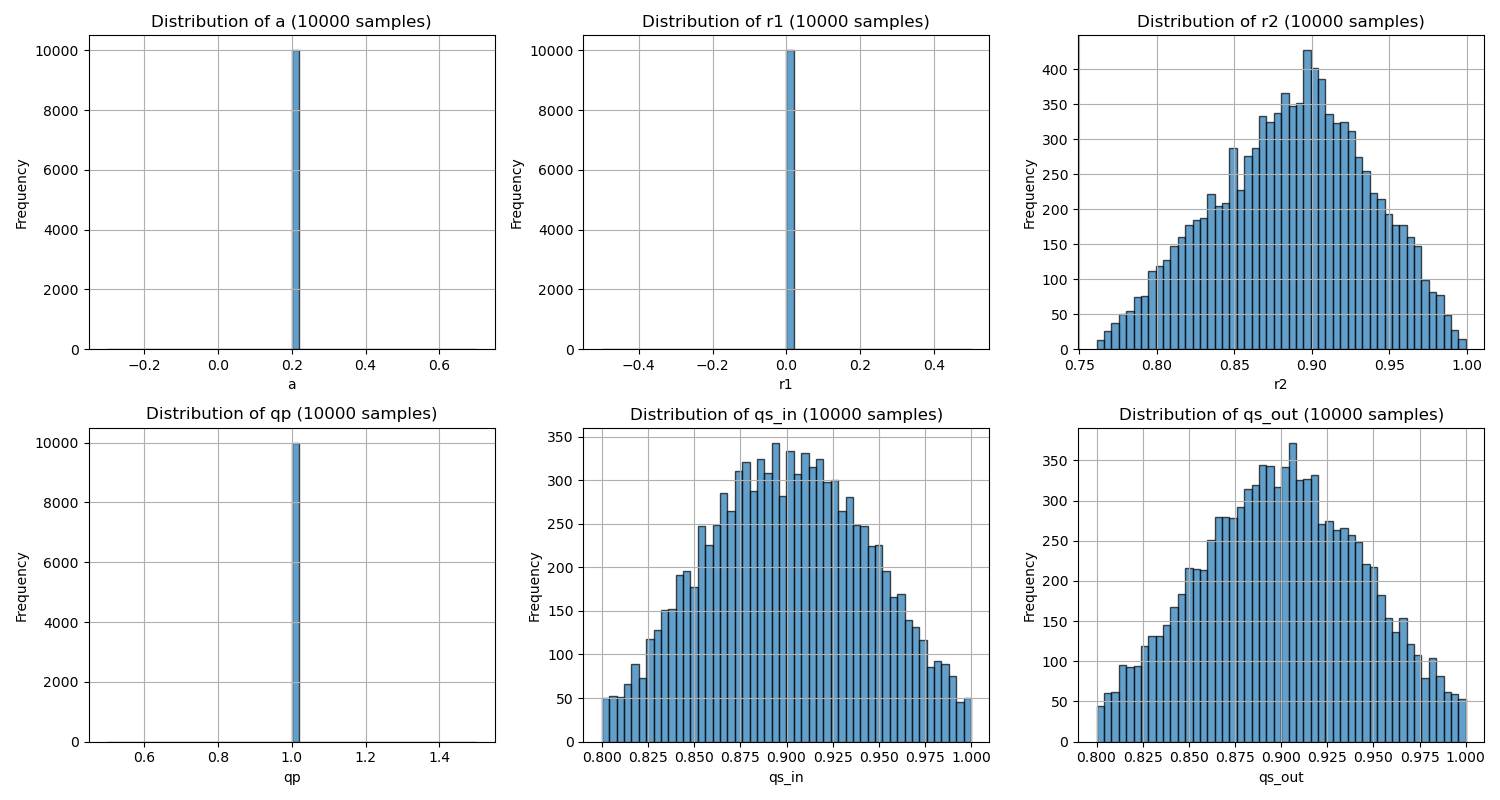 Distribution of a (10000 samples)
Frequency
10000
8000
6000
4000
2000
0
−0.2 0.0 0.2 0.4 0.6
a
Distribution of r1 (10000 samples)
Frequency
10000
8000
6000
4000
2000
0
−0.4 −0.2 0.0 0.2 0.4
r1
Distribution of r2 (10000 samples)
Frequency
400
350
300
250
200
150
100
50
0
0.75 0.80 0.85 0.90 0.95 1.00
r2
Distribution of qp (10000 samples)
Frequency
10000
8000
6000
4000
2000
0
0.6 0.8 1.0 1.2 1.4
qp
Distribution of qs_in (10000 samples)
Frequency
350
300
250
200
150
100
50
0
0.800 0.825 0.850 0.875 0.900 0.925 0.950 0.975 1.000
qs_in
Distribution of qs_out (10000 samples)
Frequency
350
300
250
200
150
100
50
0
0.800 0.825 0.850 0.875 0.900 0.925 0.950 0.975 1.000
qs_out